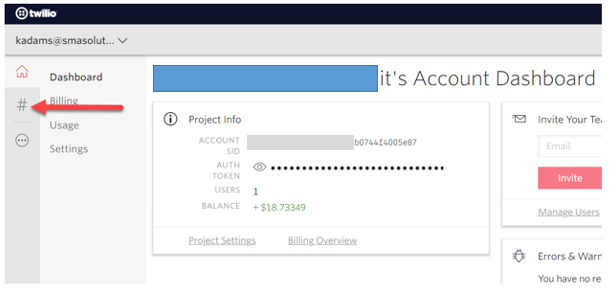 twilio
kadams@smasolut...
Dashboard
Billing
Usage
Settings
it's Account Dashboard
Project Info
ACCOUNT
SID
b0744f4005e87
AUTH
TOKEN
USERS
1
BALANCE
+ $18.73349
Project Settings
Billing Overview
Invite Your Te
Email
Invite
Manage Users
Errors & Warn
You have no re